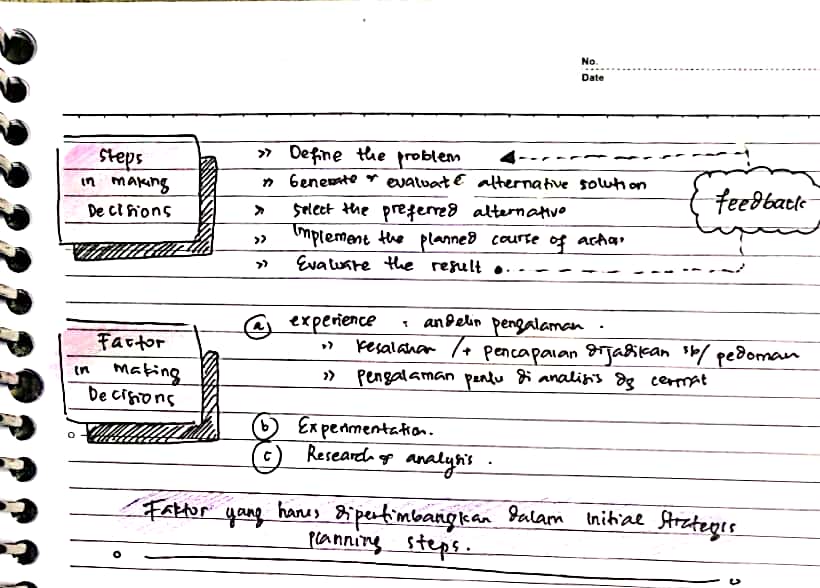 No.
Date
Steps
in making
Decisions
>> Define the problem
>> Generate & evaluate alternative solution
>> Select the preferred alternative
>> Implement the planned course of
>> Evaluate the result
feedback
Factor
in making
Decisions
(a) experience : andelin pengalaman.
>> Kesalahan /+ pencapaian dijadikan sb/ pedoman
>> pengalaman perlu di analisis dg cermat
(b) Experimentation.
(c) Research & analysis.
Faktor yang harus dipertimbangkan dalam initial Strategis
planning steps.